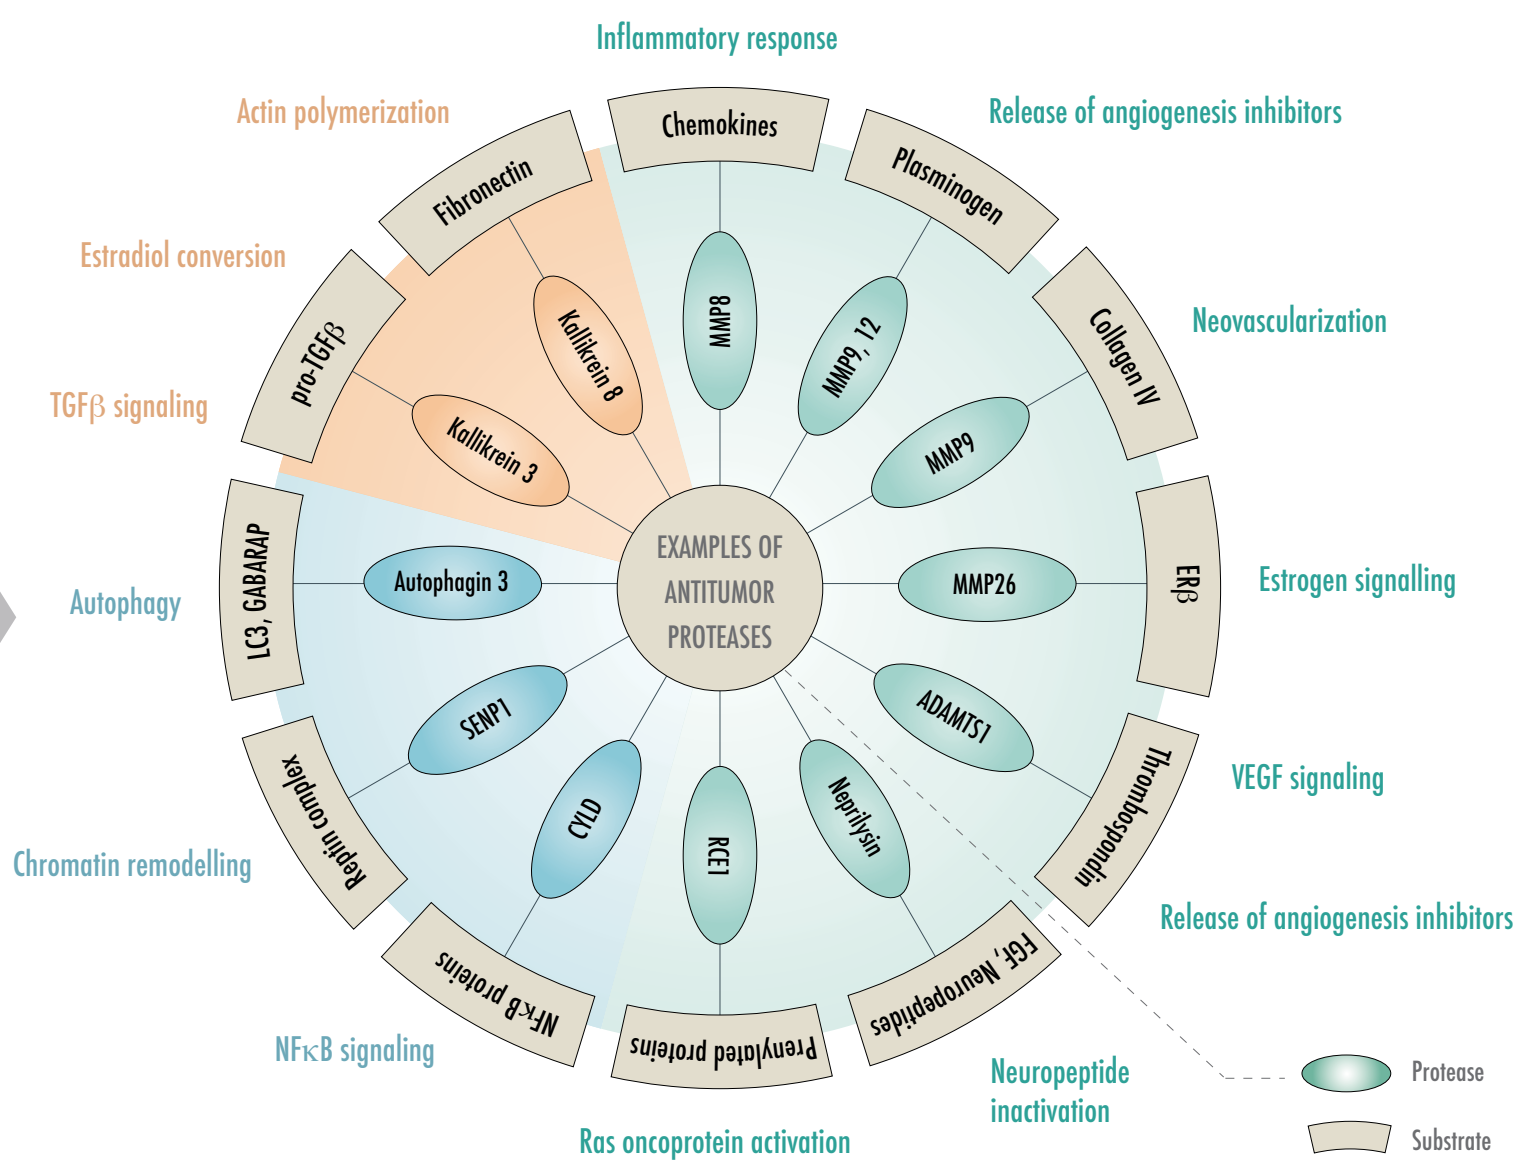 Inflammatory response
Actin polymerization
Release of angiogenesis inhibitors
Chemokines
Plasminogen
Fibronectin
Estradiol conversion
Neovascularization
Collagen IV
pro-TGFβ
TGFβ signaling
MMP8
MMP9, 12
Kallikrein 8
MMP9
Kallikrein 3
EXAMPLES OF
ANTITUMOR
PROTEASES
LC3, GABARAP
Autophagin 3
MMP26
ERβ
Estrogen signalling
Autophagy
SENP1
ADAMTS1
VEGF signaling
CYLD
RCE1
Neprilysin
Thrombospondin
Reptin complex
Chromatin remodelling
Release of angiogenesis inhibitors
NFκB proteins
Prenylated proteins
FGF, Neuropeptides
NFκB signaling
Neuropeptide
inactivation
Ras oncoprotein activation
Protease
Substrate